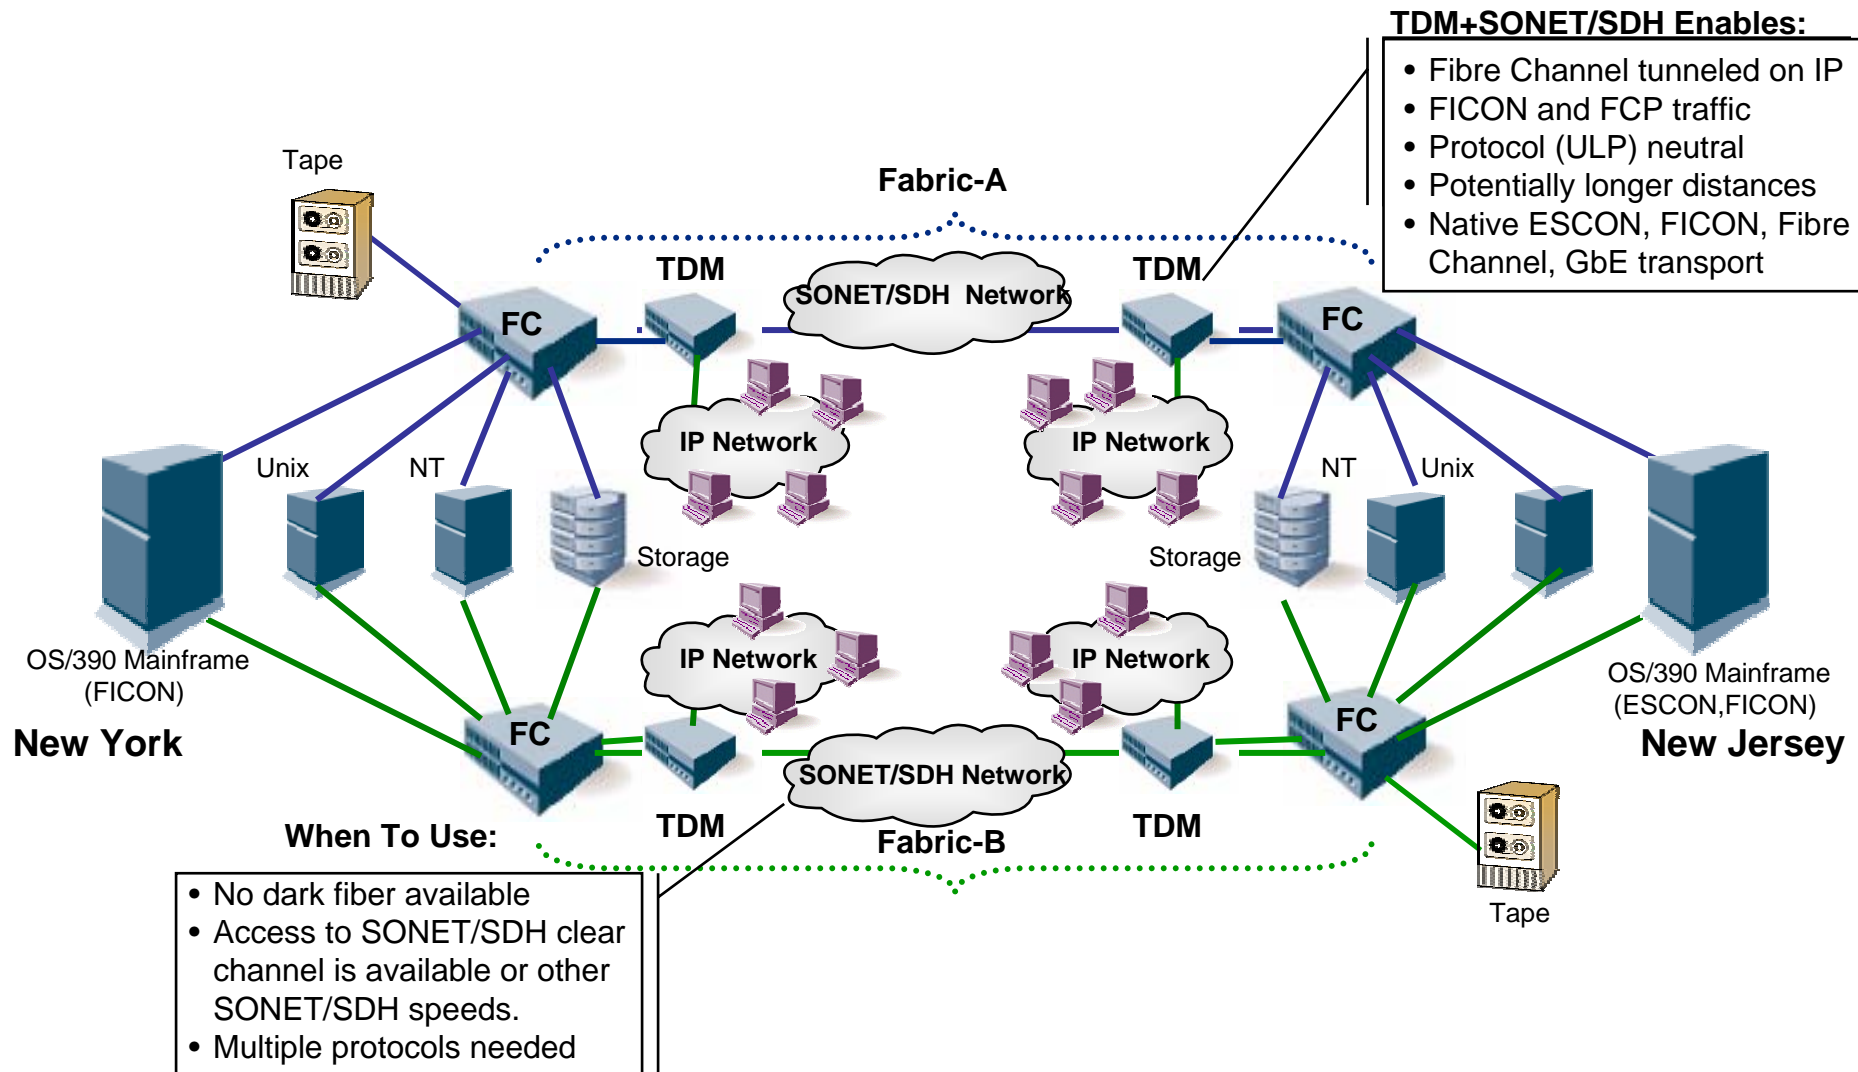 TDM+SONET/SDH Enables:
• Fibre Channel tunneled on IP
• FICON and FCP traffic
• Protocol (ULP) neutral
• Potentially longer distances
• Native ESCON, FICON, Fibre
Channel, GbE transport
Tape
Fabric-A
TDM
SONET/SDH Network
TDM
FC
FC
IP Network
IP Network
Unix
NT
NT
Unix
Storage
Storage
OS/390 Mainframe
(FICON)
New York
IP Network
IP Network
OS/390 Mainframe
(ESCON,FICON)
New Jersey
FC
FC
SONET/SDH Network
TDM
TDM
Fabric-B
Tape
When To Use:
• No dark fiber available
• Access to SONET/SDH clear
channel is available or other
SONET/SDH speeds.
• Multiple protocols needed